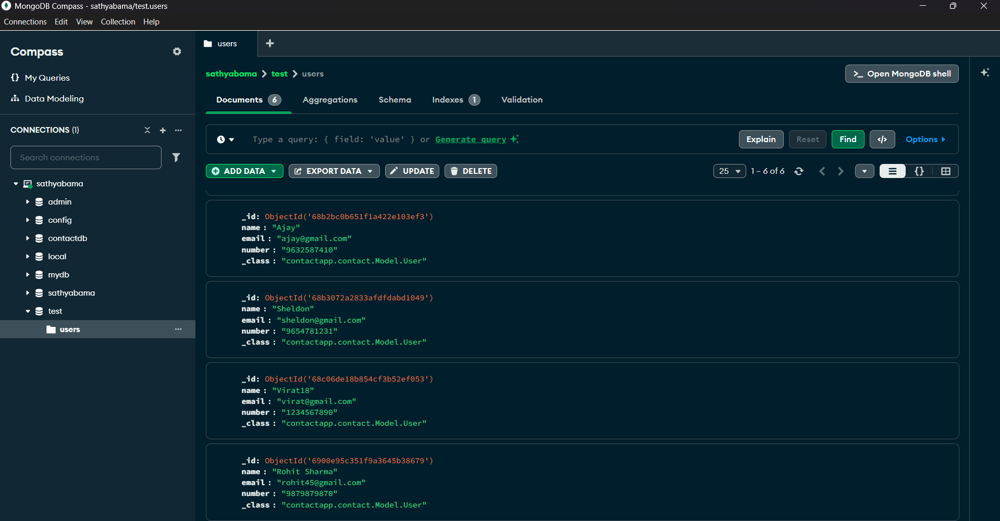 MongoDB Compass - sathyabama/test.users
Connections Edit View Collection Help
Compass
My Queries
Data Modeling
CONNECTIONS (1)
Search connections
sathyabama
admin
config
contactdb
local
mydb
sathyabama
test
users
users
sathyabama > test > users
>_ Open MongoDB shell
Documents 6 Aggregations Schema Indexes 1 Validation
Type a query: { field: 'value' } or Generate query
Explain Reset Find </> Options
ADD DATA EXPORT DATA UPDATE DELETE
25 1 – 6 of 6 {}
_id: ObjectId('68b2bc0b651f1a422e103ef3')
name : "Ajay"
email : "ajay@gmail.com"
number : "9632587410"
_class : "contactapp.contact.Model.User"
_id: ObjectId('68b3072a2833afdfdabd1049')
name : "Sheldon"
email : "sheldon@gmail.com"
number : "9654781231"
_class : "contactapp.contact.Model.User"
_id: ObjectId('68c06de18b854cf3b52ef053')
name : "Virat18"
email : "virat@gmail.com"
number : "1234567890"
_class : "contactapp.contact.Model.User"
_id: ObjectId('6900e95c351f9a3645b38679')
name : "Rohit Sharma"
email : "rohit45@gmail.com"
number : "9879879870"
_class : "contactapp.contact.Model.User"